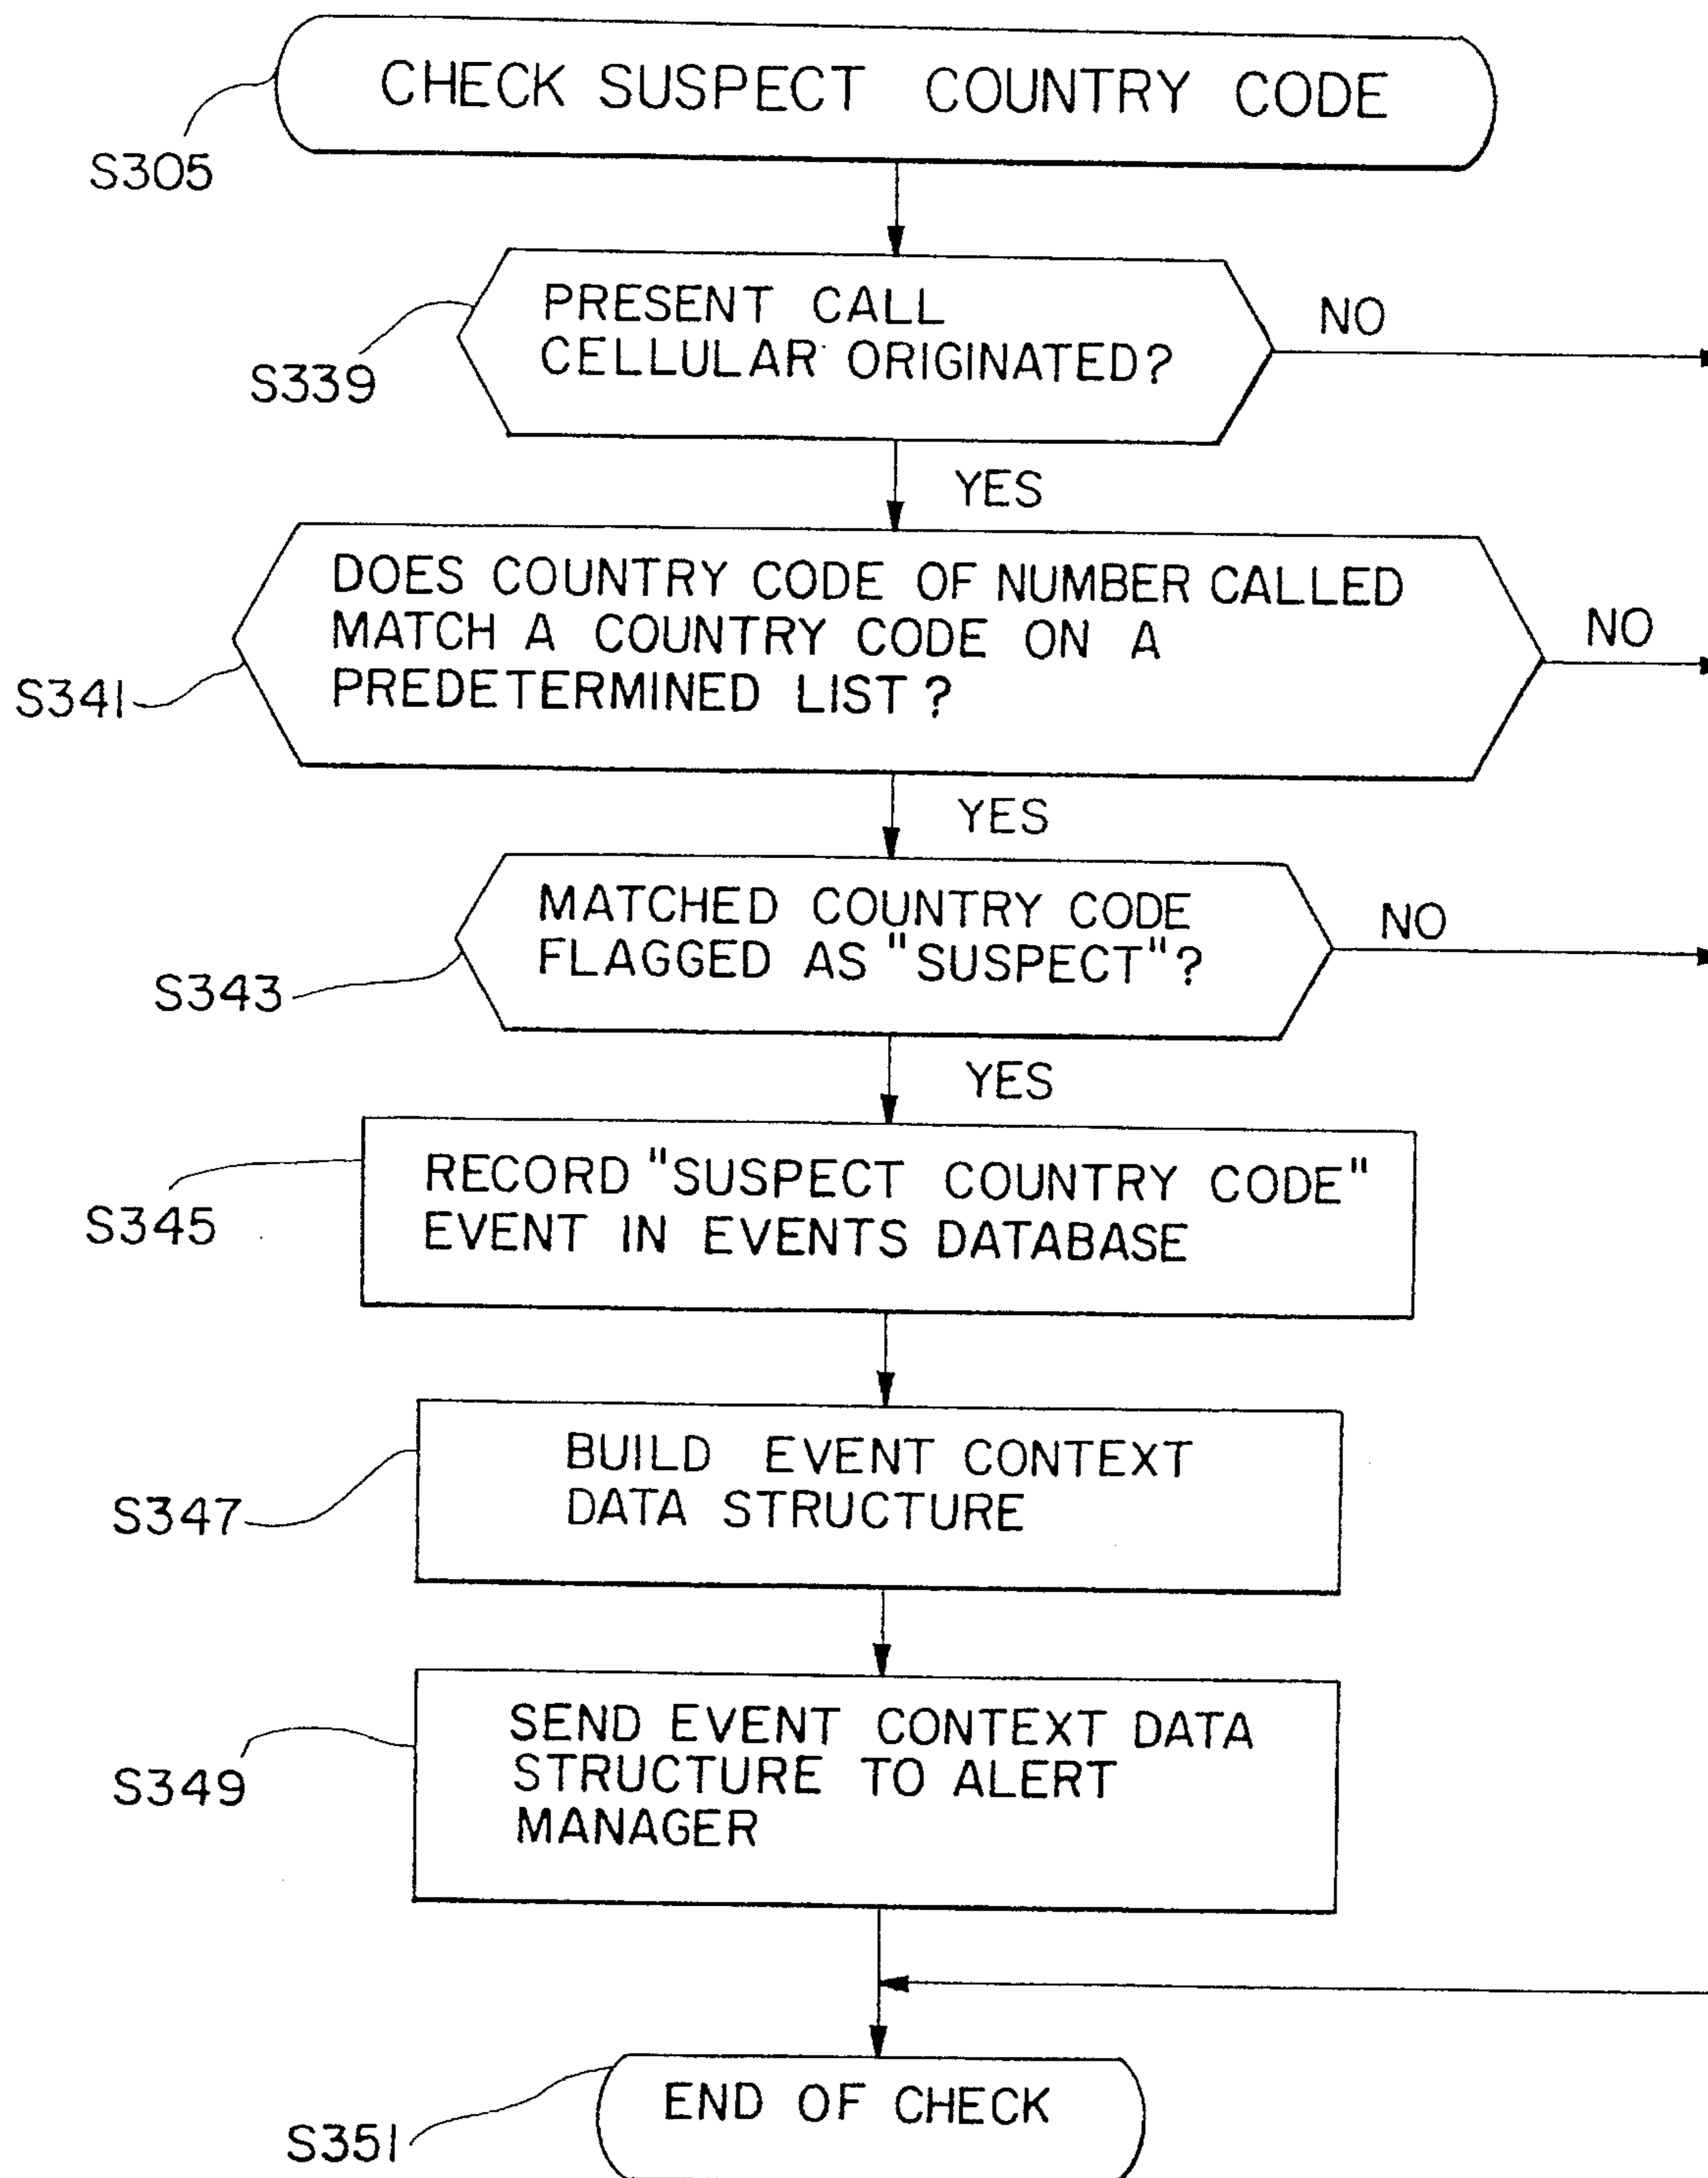 CHECK SUSPECT COUNTRY CODE
S305
PRESENT CALL
CELLULAR ORIGINATED?
NO
S339
YES
DOES COUNTRY CODE OF NUMBER CALLED
MATCH A COUNTRY CODE ON A
PREDETERMINED LIST?
NO
S341
YES
MATCHED COUNTRY CODE
FLAGGED AS "SUSPECT"?
NO
S343
YES
RECORD "SUSPECT COUNTRY CODE"
EVENT IN EVENTS DATABASE
S345
BUILD EVENT CONTEXT
DATA STRUCTURE
S347
SEND EVENT CONTEXT DATA
STRUCTURE TO ALERT
MANAGER
S349
END OF CHECK
S351